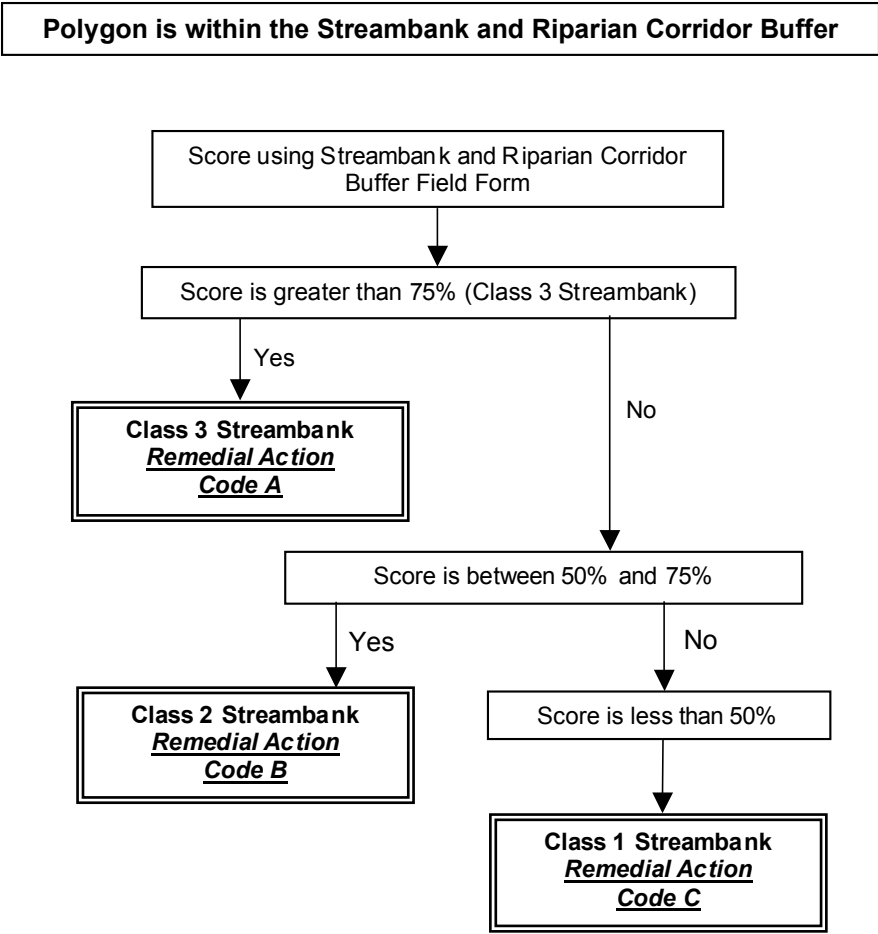 Polygon is within the Streambank and Riparian Corridor Buffer
Score using Streambank and Riparian Corridor
Buffer Field Form
Score is greater than 75% (Class 3 Streambank)
Yes
No
Class 3 Streambank
Remedial Action
Code A
Score is between 50% and 75%
Yes
No
Class 2 Streambank
Remedial Action
Code B
Score is less than 50%
Class 1 Streambank
Remedial Action
Code C